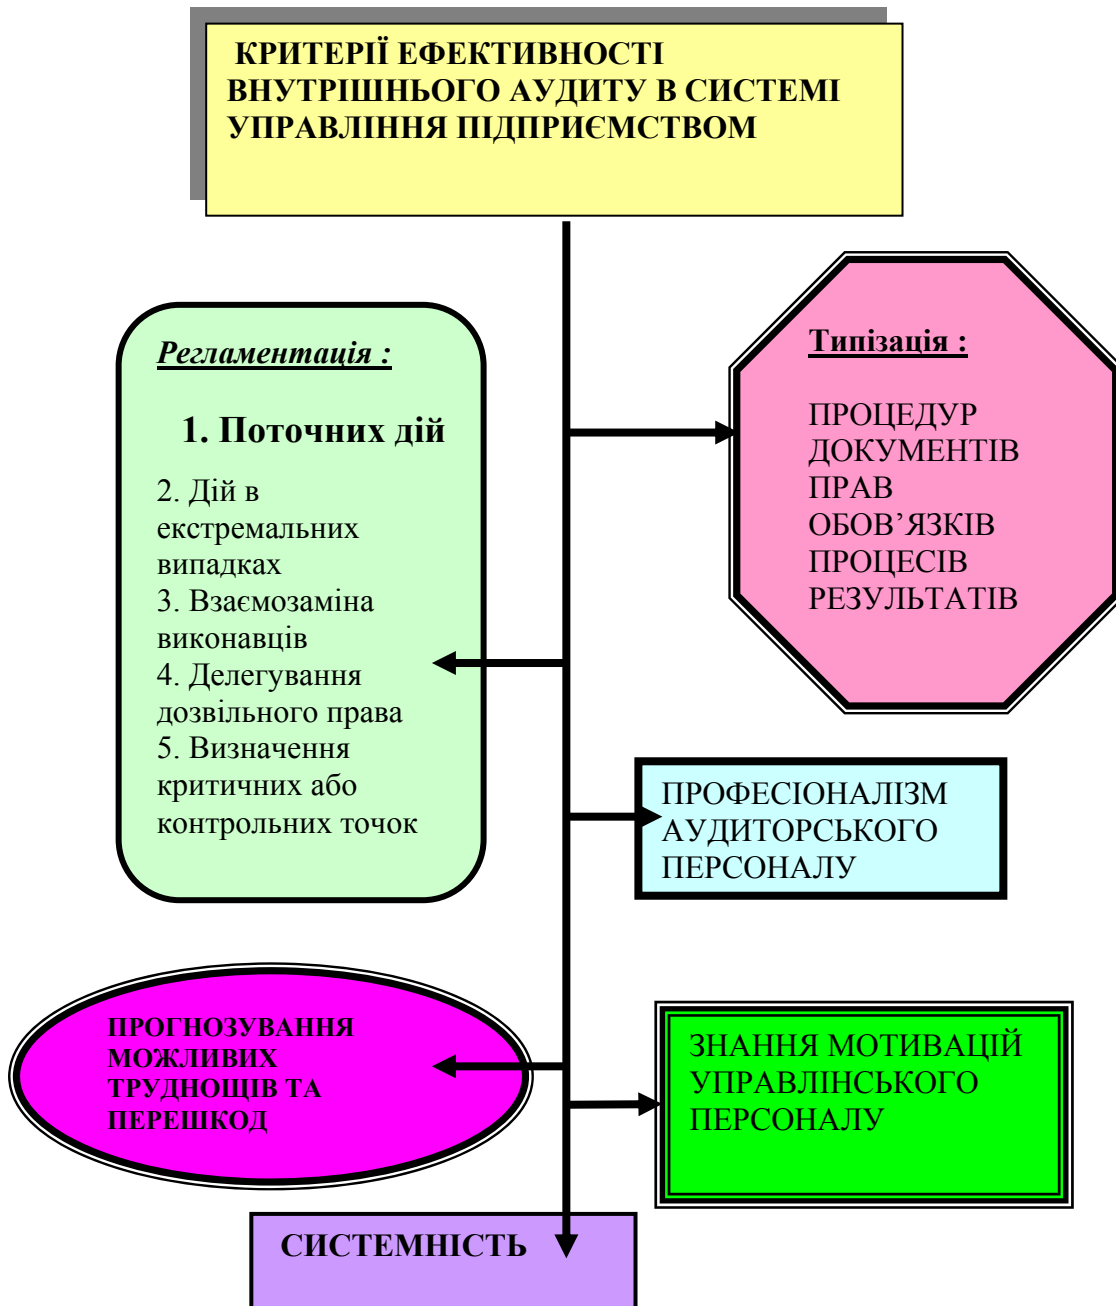 КРИТЕРІЇ ЕФЕКТИВНОСТІ
ВНУТРІШНЬОГО АУДИТУ В СИСТЕМІ
УПРАВЛІННЯ ПІДПРИЄМСТВОМ
Регламентація :
1. Поточних дій
2. Дій в
екстремальних
випадках
3. Взаємозаміна
виконавців
4. Делегування
дозвільного права
5. Визначення
критичних або
контрольних точок
Типізація :
ПРОЦЕДУР
ДОКУМЕНТІВ
ПРАВ
ОБОВ’ЯЗКІВ
ПРОЦЕСІВ
РЕЗУЛЬТАТІВ
ПРОФЕСІОНАЛІЗМ
АУДИТОРСЬКОГО
ПЕРСОНАЛУ
ПРОГНОЗУВАННЯ
МОЖЛИВИХ
ТРУДНОЩІВ ТА
ПЕРЕШКОД
ЗНАННЯ МОТИВАЦІЙ
УПРАВЛІНСЬКОГО
ПЕРСОНАЛУ
СИСТЕМНІСТЬ